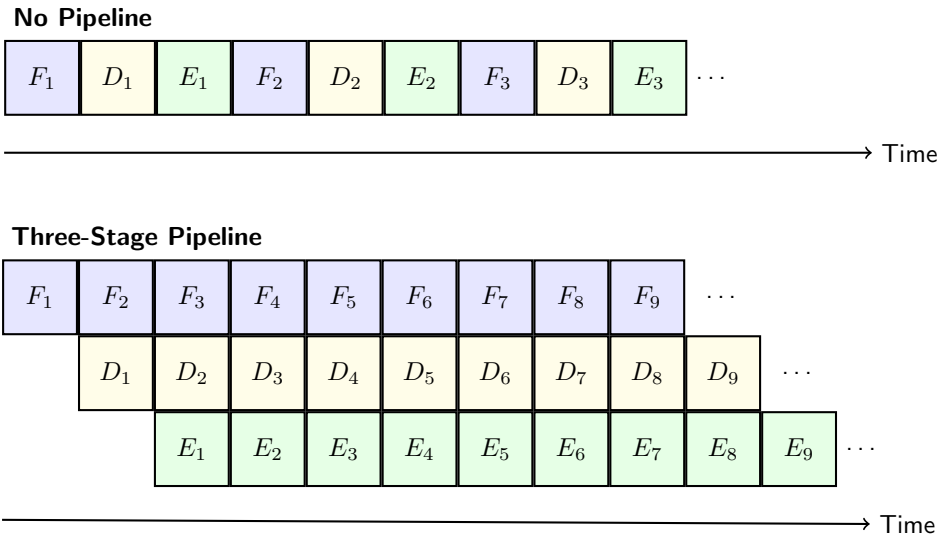 No Pipeline
F₁ D₁ E₁ F₂ D₂ E₂ F₃ D₃ E₃ ···
Time
Three-Stage Pipeline
F₁ F₂ F₃ F₄ F₅ F₆ F₇ F₈ F₉ ···
D₁ D₂ D₃ D₄ D₅ D₆ D₇ D₈ D₉ ···
E₁ E₂ E₃ E₄ E₅ E₆ E₇ E₈ E₉ ···
Time